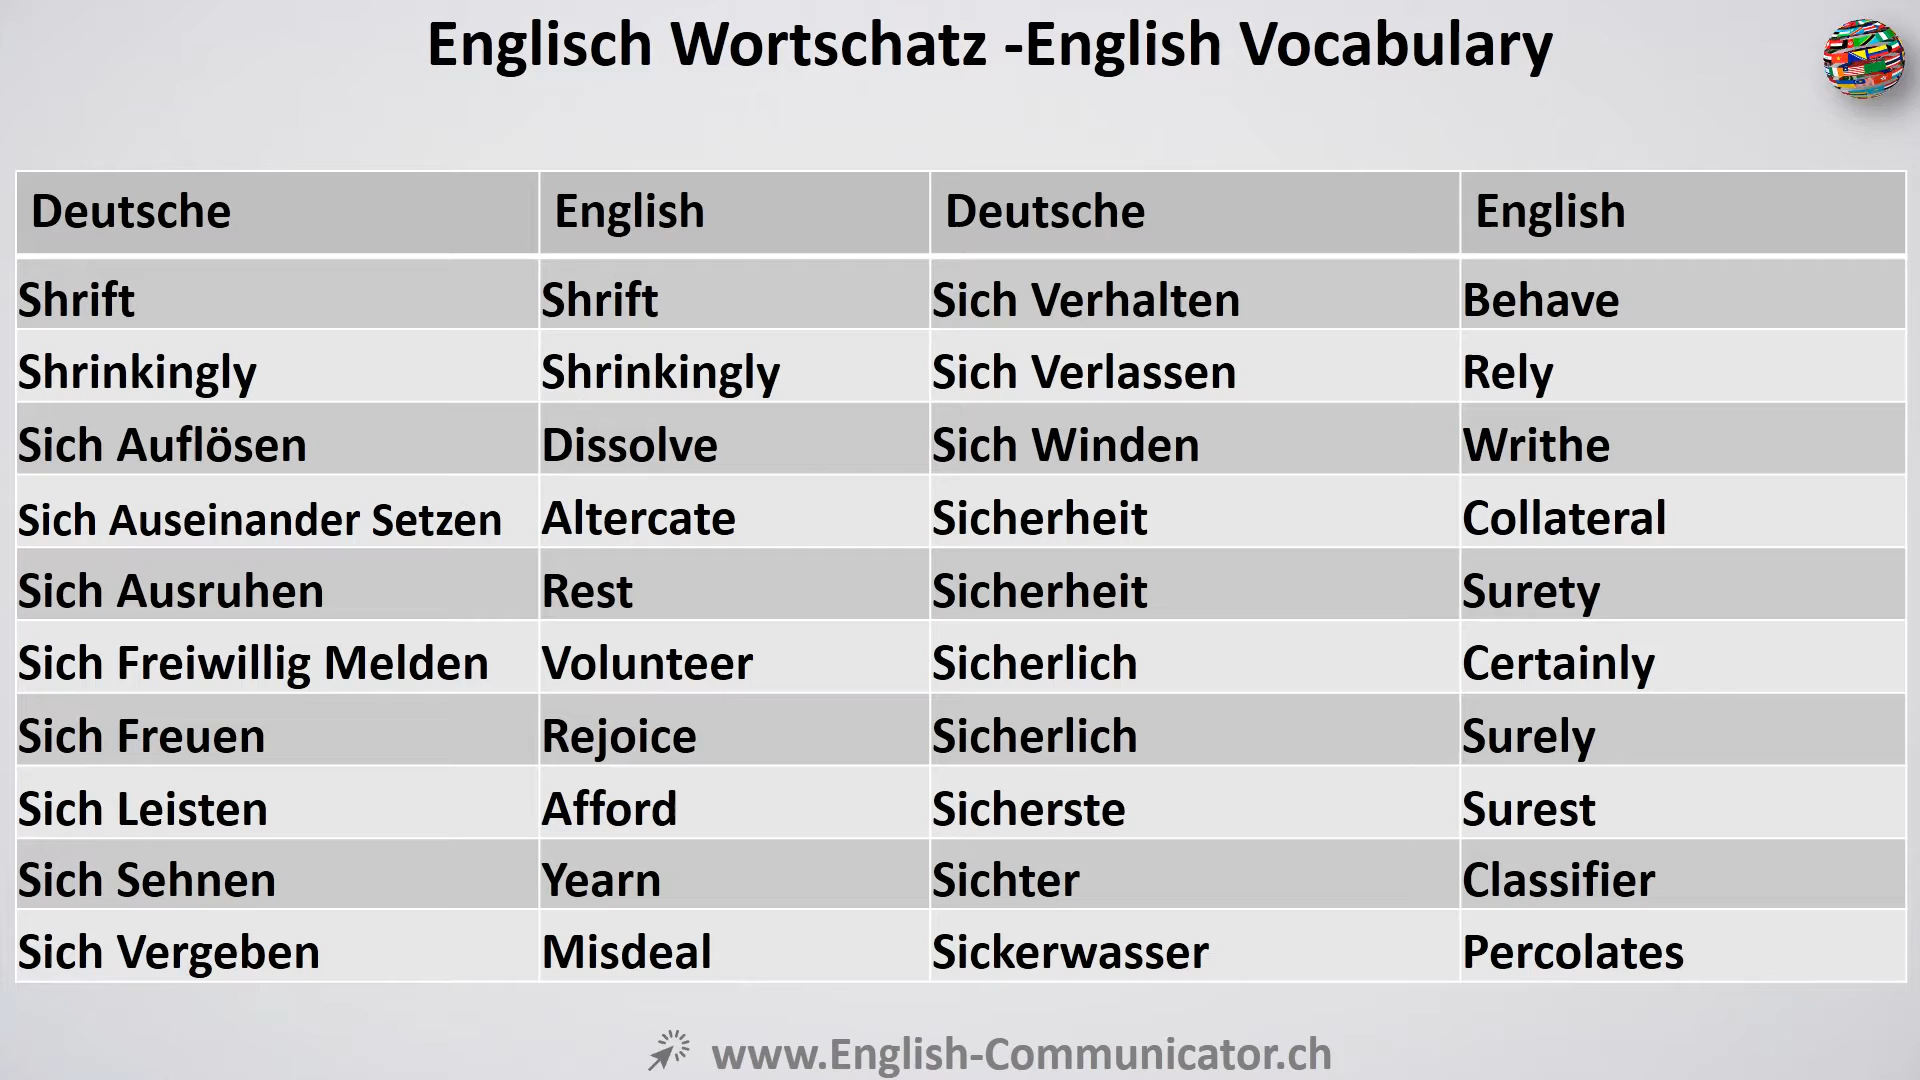 Englisch Wortschatz -English Vocabulary
Deutsche English Deutsche English
Shrift Shrift Sich Verhalten Behave
Shrinkingly Shrinkingly Sich Verlassen Rely
Sich Auflösen Dissolve Sich Winden Writhe
Sich Auseinander Setzen Altercate Sicherheit Collateral
Sich Ausruhen Rest Sicherheit Surety
Sich Freiwillig Melden Volunteer Sicherlich Certainly
Sich Freuen Rejoice Sicherlich Surely
Sich Leisten Afford Sicherste Surest
Sich Sehnen Yearn Sichter Classifier
Sich Vergeben Misdeal Sickerwasser Percolates
www.English-Communicator.ch